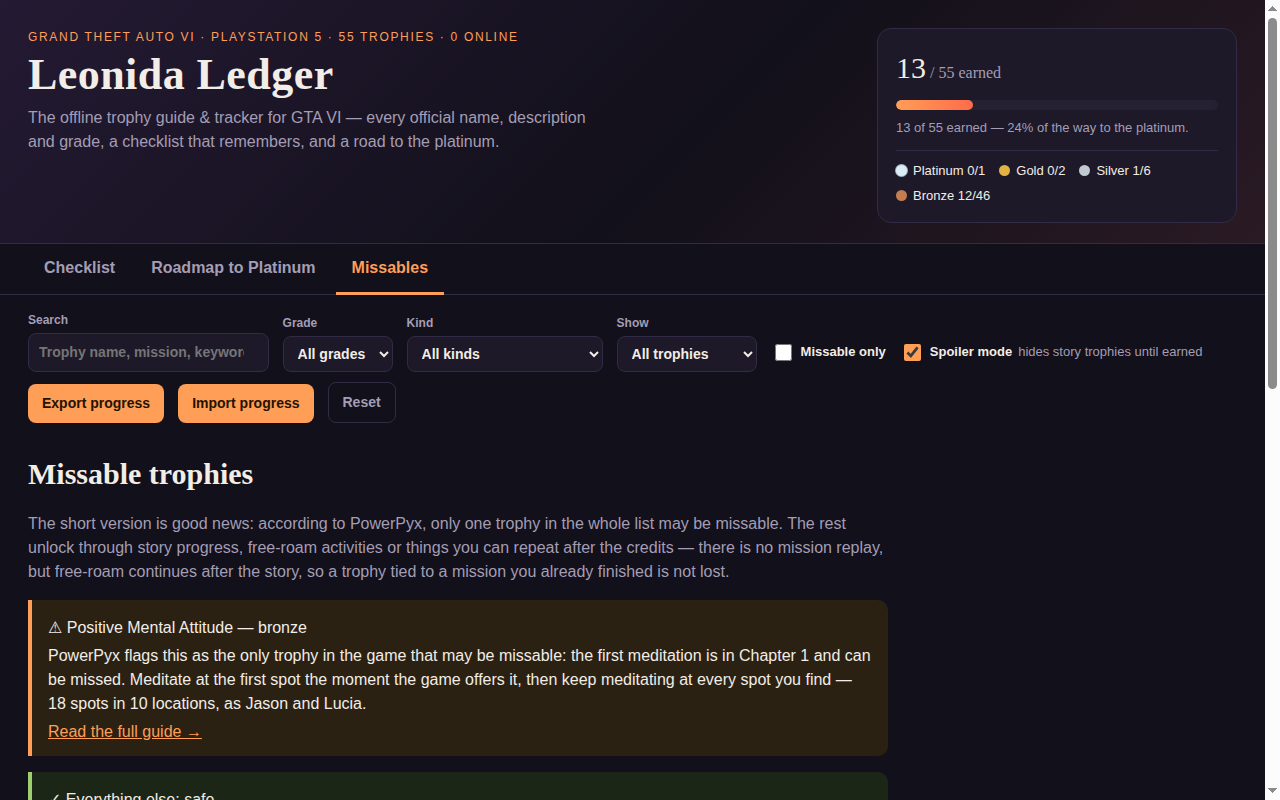 GRAND THEFT AUTO VI · PLAYSTATION 5 · 55 TROPHIES · 0 ONLINE
Leonida Ledger
The offline trophy guide & tracker for GTA VI — every official name, description
and grade, a checklist that remembers, and a road to the platinum.
13 / 55 earned
13 of 55 earned — 24% of the way to the platinum.
Platinum 0/1 Gold 0/2 Silver 1/6
Bronze 12/46
Checklist Roadmap to Platinum Missables
Search Grade Kind Show
Trophy name, mission, keywor All grades All kinds All trophies Missable only Spoiler mode hides story trophies until earned
Export progress Import progress Reset
Missable trophies
The short version is good news: according to PowerPyx, only one trophy in the whole list may be missable. The rest
unlock through story progress, free-roam activities or things you can repeat after the credits — there is no mission replay,
but free-roam continues after the story, so a trophy tied to a mission you already finished is not lost.
⚠ Positive Mental Attitude — bronze
PowerPyx flags this as the only trophy in the game that may be missable: the first meditation is in Chapter 1 and can
be missed. Meditate at the first spot the moment the game offers it, then keep meditating at every spot you find —
18 spots in 10 locations, as Jason and Lucia.
Read the full guide →
✓ Everything else: safe